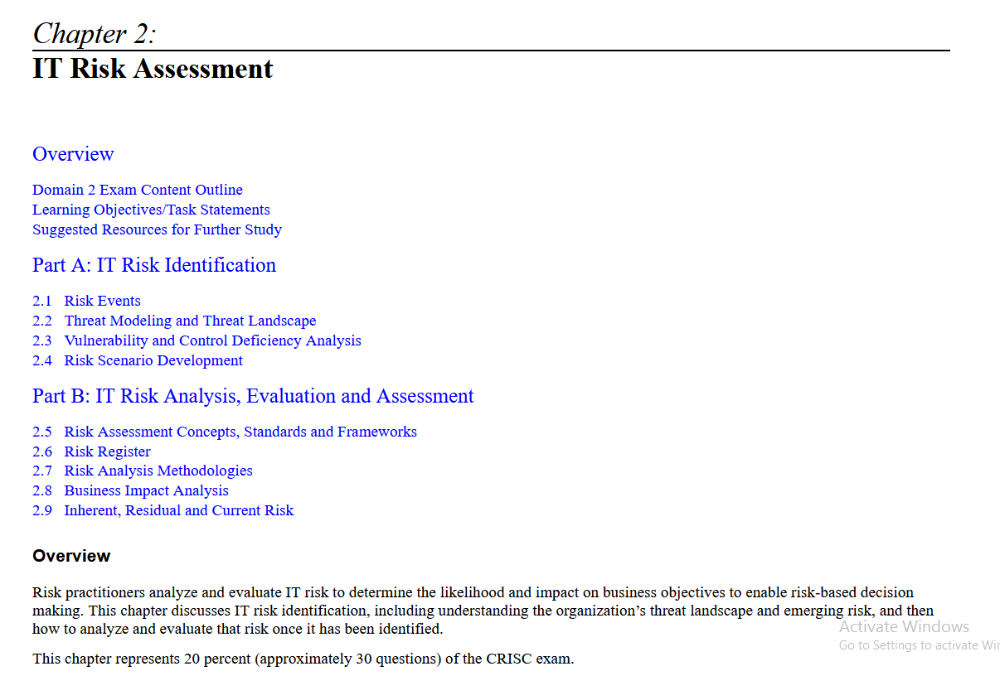 Chapter 2:
IT Risk Assessment
Overview
Domain 2 Exam Content Outline
Learning Objectives/Task Statements
Suggested Resources for Further Study
Part A: IT Risk Identification
2.1 Risk Events
2.2 Threat Modeling and Threat Landscape
2.3 Vulnerability and Control Deficiency Analysis
2.4 Risk Scenario Development
Part B: IT Risk Analysis, Evaluation and Assessment
2.5 Risk Assessment Concepts, Standards and Frameworks
2.6 Risk Register
2.7 Risk Analysis Methodologies
2.8 Business Impact Analysis
2.9 Inherent, Residual and Current Risk
Overview
Risk practitioners analyze and evaluate IT risk to determine the likelihood and impact on business objectives to enable risk-based decision
making. This chapter discusses IT risk identification, including understanding the organization’s threat landscape and emerging risk, and then
how to analyze and evaluate that risk once it has been identified.
Activate Windows
Go to Settings to activate Wi
This chapter represents 20 percent (approximately 30 questions) of the CRISC exam.